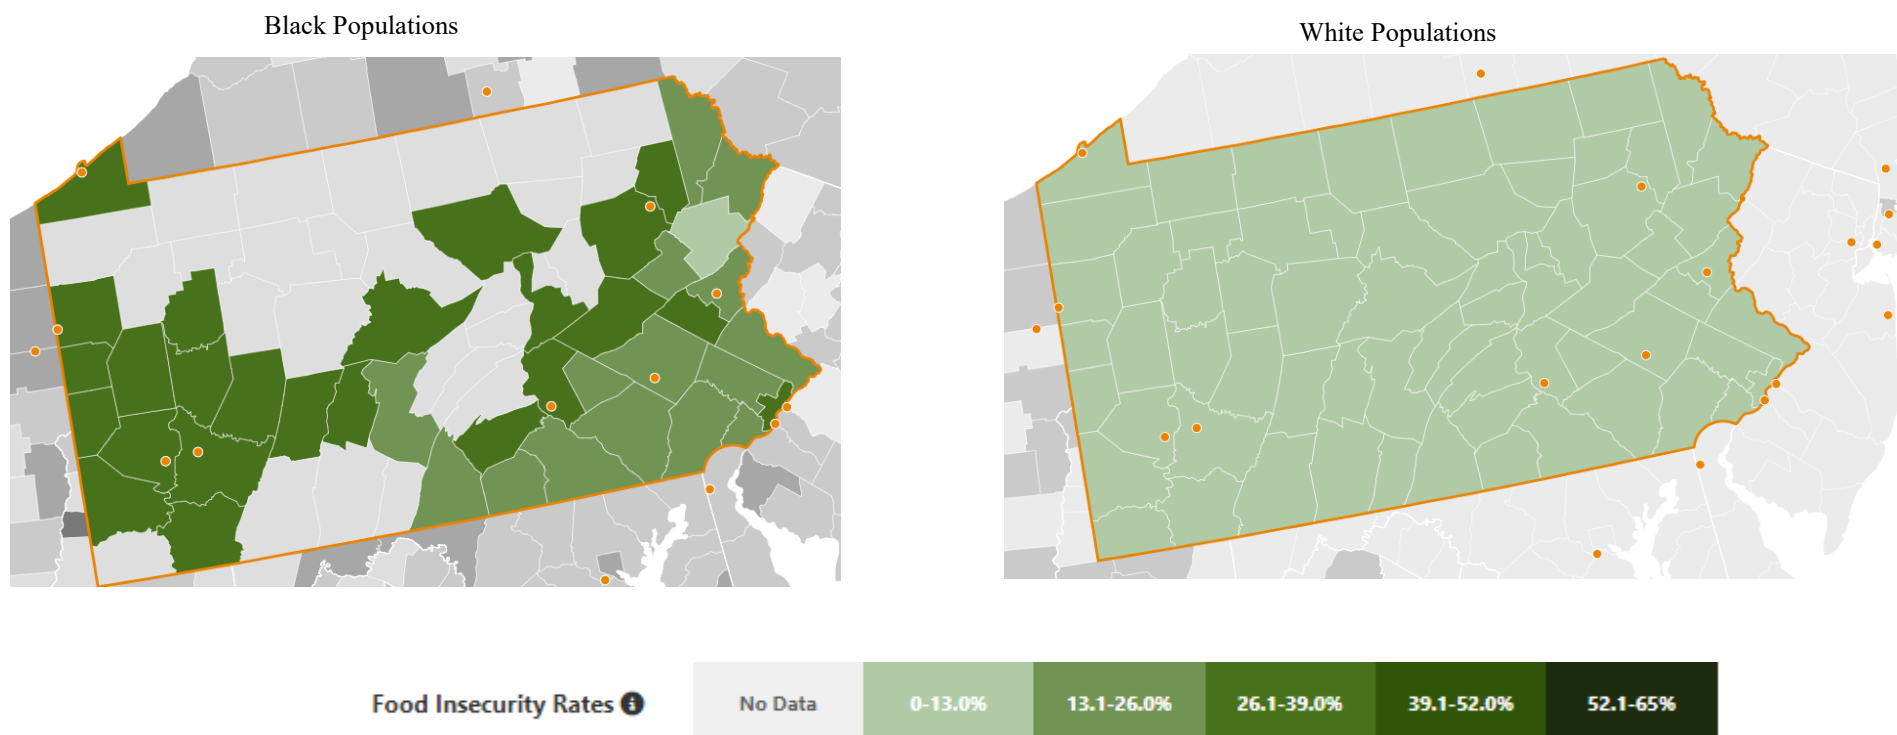 Black Populations
White Populations
Food Insecurity Rates
No Data
0-13.0%
13.1-26.0%
26.1-39.0%
39.1-52.0%
52.1-65%